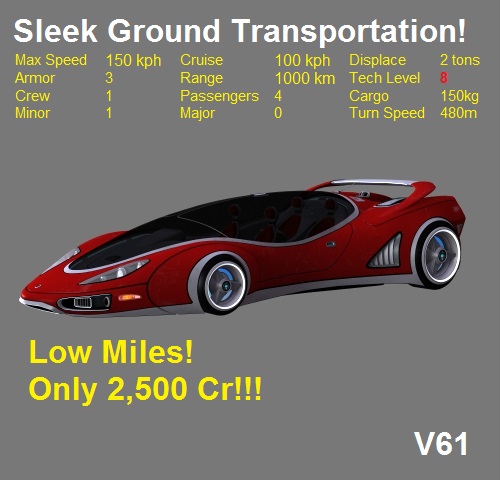 Sleek Ground Transportation!
Max Speed 150 kph Cruise 100 kph Displace 2 tons
Armor 3 Range 1000 km Tech Level 8
Crew 1 Passengers 4 Cargo 150kg
Minor 1 Major 0 Turn Speed 480m
Low Miles!
Only 2,500 Cr!!!
V61